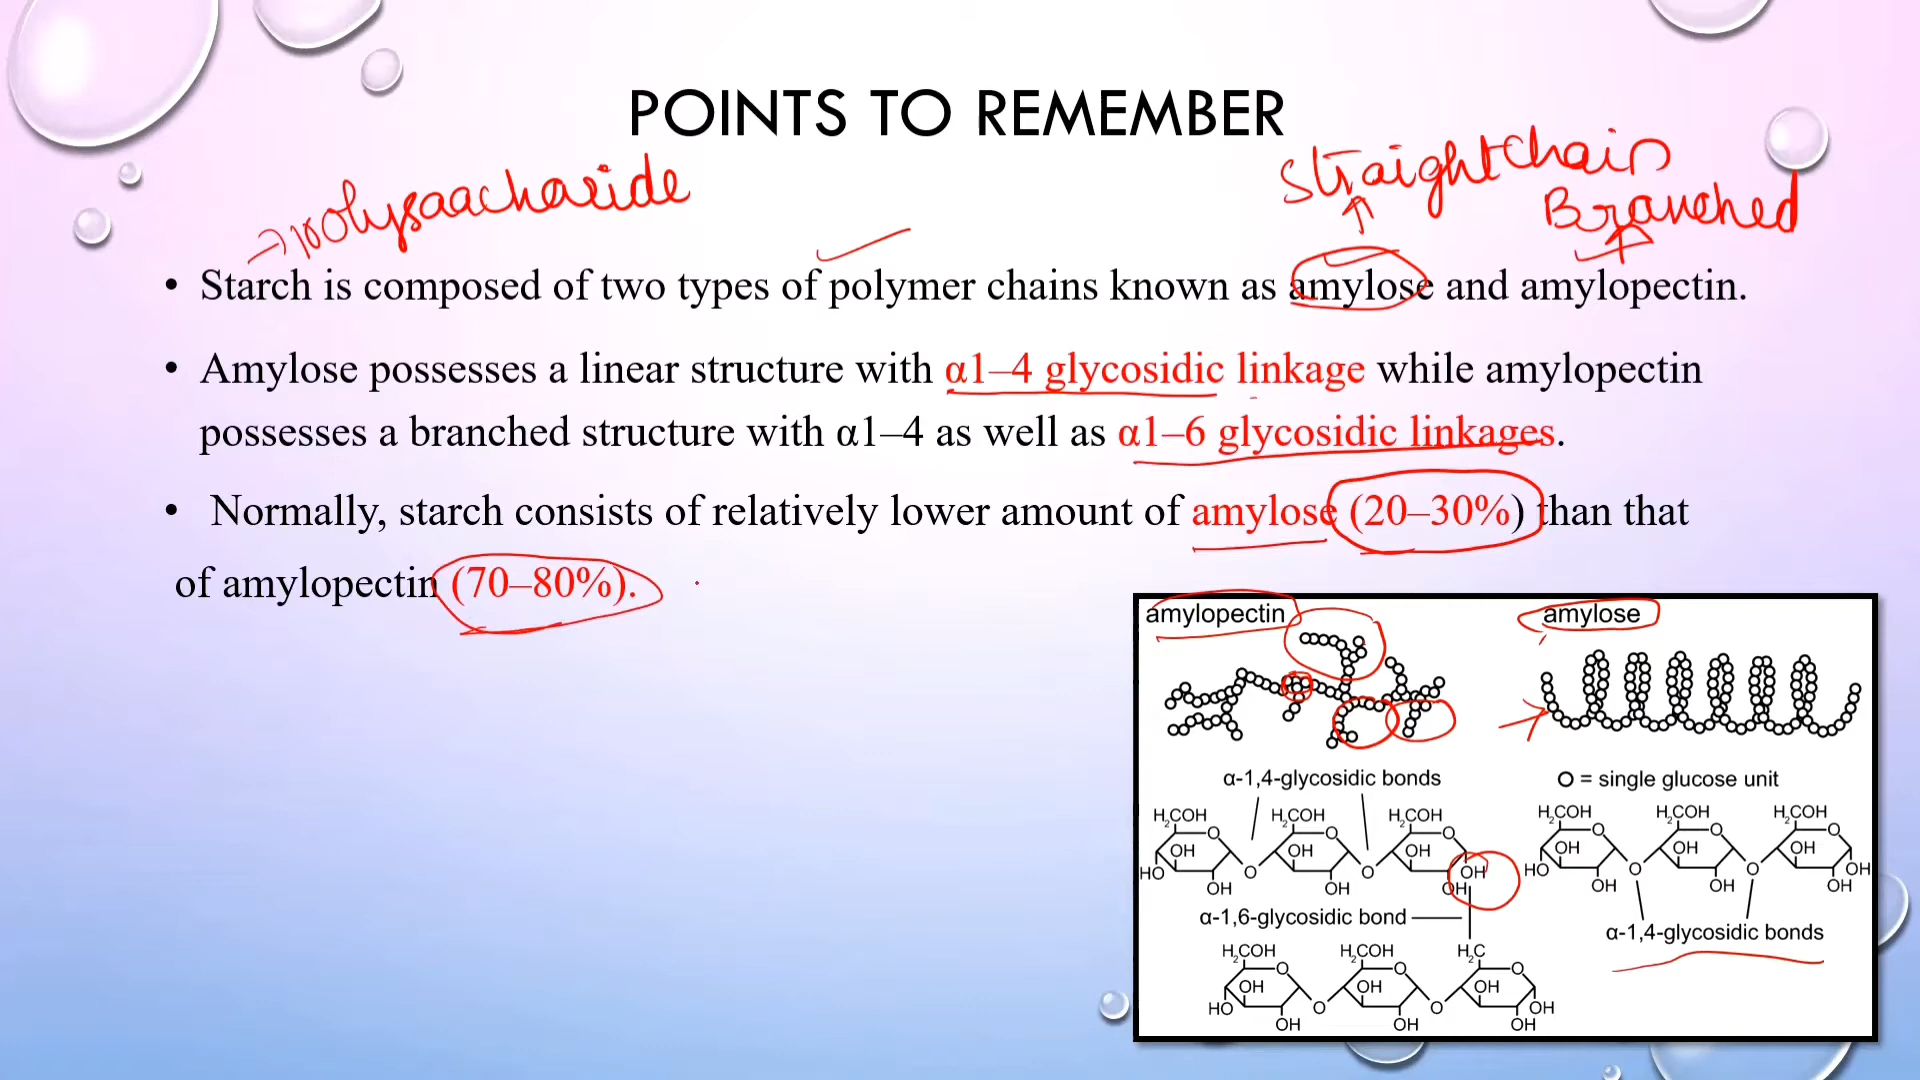 POINTS TO REMEMBER
→ polysaacharide
Straight chain
Branched
• Starch is composed of two types of polymer chains known as amylose and amylopectin.
• Amylose possesses a linear structure with α1–4 glycosidic linkage while amylopectin
possesses a branched structure with α1–4 as well as α1–6 glycosidic linkages.
• Normally, starch consists of relatively lower amount of amylose (20–30%) than that
of amylopectin (70–80%).
amylopectin
amylose
α-1,4-glycosidic bonds
O = single glucose unit
H₂COH H₂COH H₂COH H₂COH H₂COH H₂COH
O O O O O O
OH OH OH OH OH OH
HO O O OH HO O O OH
OH OH OH OH OH OH
α-1,6-glycosidic bond
α-1,4-glycosidic bonds
H₂COH H₂COH H₂C
O O O
OH OH OH
HO O O OH
OH OH OH